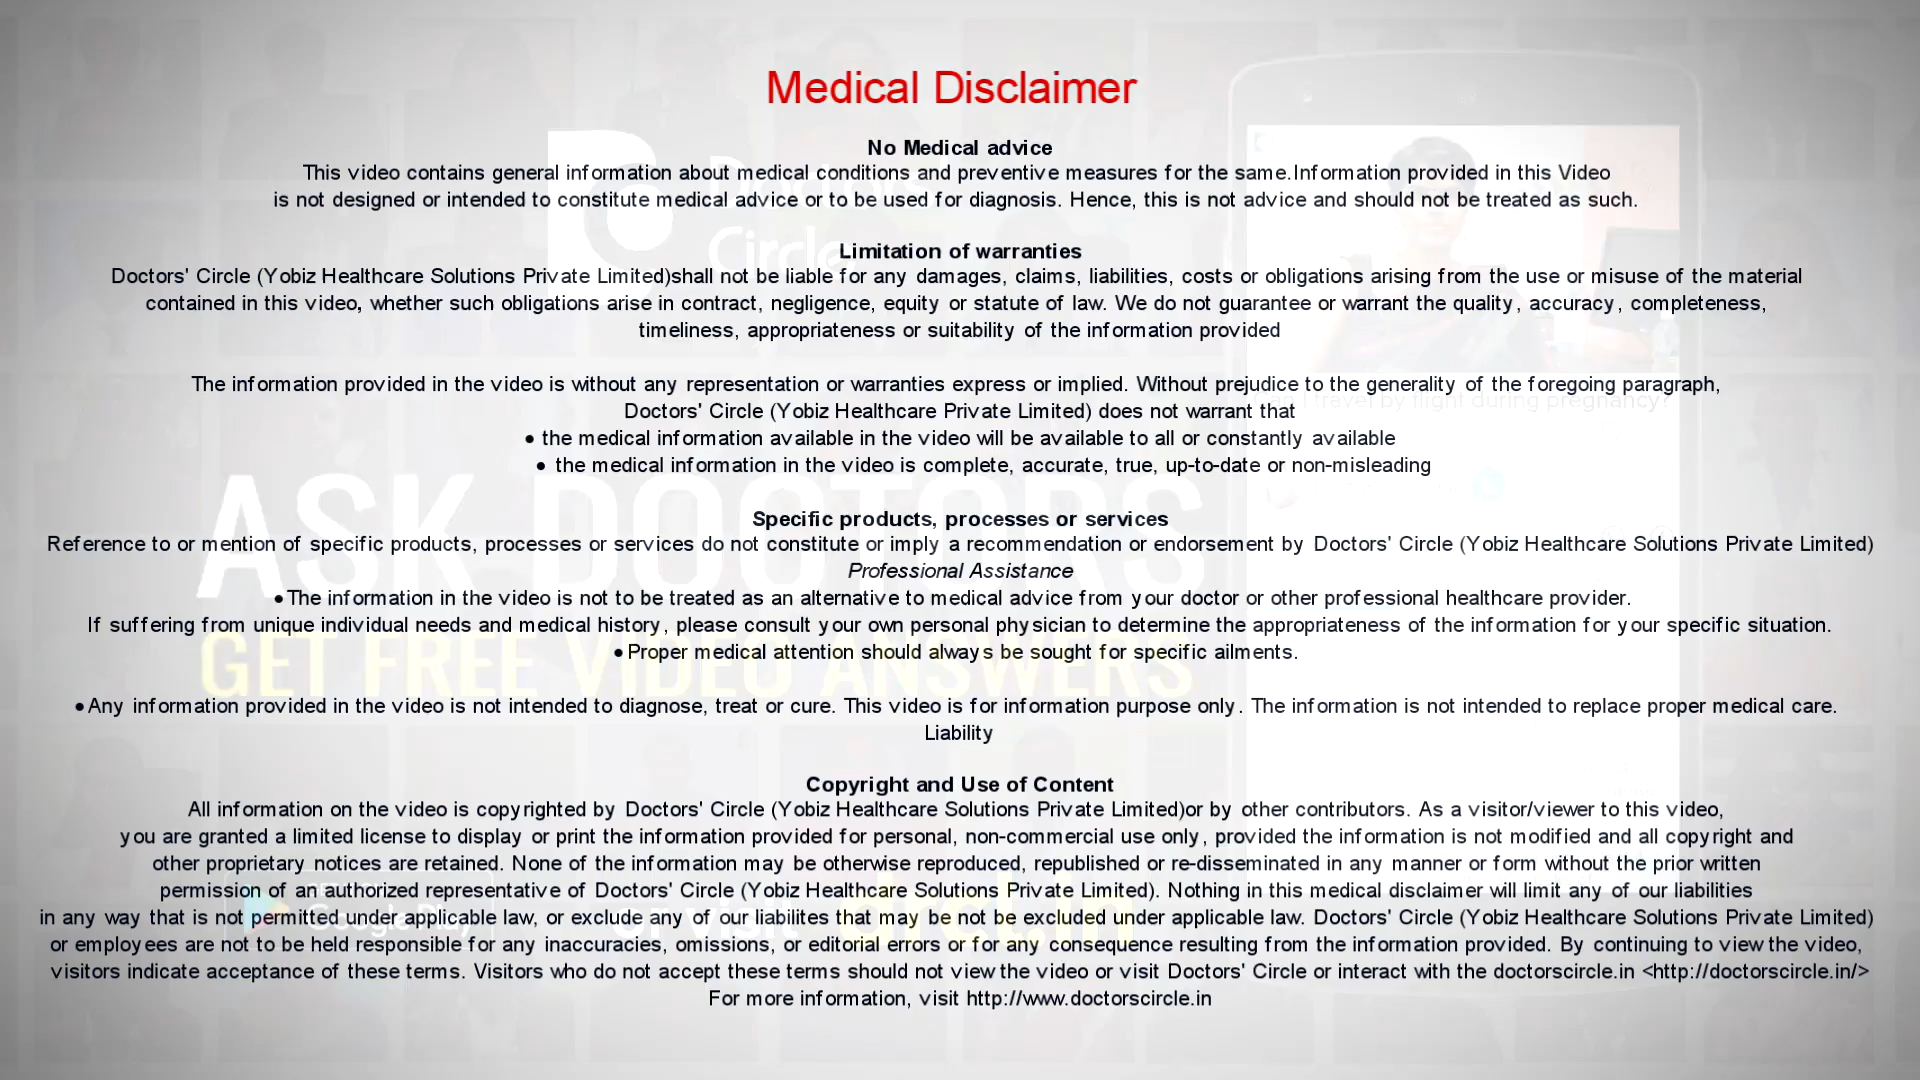 Medical Disclaimer
No Medical advice
This video contains general information about medical conditions and preventive measures for the same.Information provided in this Video
is not designed or intended to constitute medical advice or to be used for diagnosis. Hence, this is not advice and should not be treated as such.
Doctors
Circle
Limitation of warranties
Doctors' Circle (Yobiz Healthcare Solutions Private Limited)shall not be liable for any damages, claims, liabilities, costs or obligations arising from the use or misuse of the material
contained in this video, whether such obligations arise in contract, negligence, equity or statute of law. We do not guarantee or warrant the quality, accuracy, completeness,
timeliness, appropriateness or suitability of the information provided
The information provided in the video is without any representation or warranties express or implied. Without prejudice to the generality of the foregoing paragraph,
Can I travel by flight during pregnancy?
Doctors' Circle (Yobiz Healthcare Private Limited) does not warrant that
• the medical information available in the video will be available to all or constantly available
• the medical information in the video is complete, accurate, true, up-to-date or non-misleading
ASK DOCTORS
Specific products, processes or services
Reference to or mention of specific products, processes or services do not constitute or imply a recommendation or endorsement by Doctors' Circle (Yobiz Healthcare Solutions Private Limited)
Professional Assistance
•The information in the video is not to be treated as an alternative to medical advice from your doctor or other professional healthcare provider.
If suffering from unique individual needs and medical history, please consult your own personal physician to determine the appropriateness of the information for your specific situation.
•Proper medical attention should always be sought for specific ailments.
GET FREE VIDEO ANSWERS
•Any information provided in the video is not intended to diagnose, treat or cure. This video is for information purpose only. The information is not intended to replace proper medical care.
Liability
Copyright and Use of Content
All information on the video is copyrighted by Doctors' Circle (Yobiz Healthcare Solutions Private Limited)or by other contributors. As a visitor/viewer to this video,
you are granted a limited license to display or print the information provided for personal, non-commercial use only, provided the information is not modified and all copyright and
other proprietary notices are retained. None of the information may be otherwise reproduced, republished or re-disseminated in any manner or form without the prior written
permission of an authorized representative of Doctors' Circle (Yobiz Healthcare Solutions Private Limited). Nothing in this medical disclaimer will limit any of our liabilities
in any way that is not permitted under applicable law, or exclude any of our liabilites that may be not be excluded under applicable law. Doctors' Circle (Yobiz Healthcare Solutions Private Limited)
Google Play
or visit drcl.in
or employees are not to be held responsible for any inaccuracies, omissions, or editorial errors or for any consequence resulting from the information provided. By continuing to view the video,
visitors indicate acceptance of these terms. Visitors who do not accept these terms should not view the video or visit Doctors' Circle or interact with the doctorscircle.in <http://doctorscircle.in/>
For more information, visit http://www.doctorscircle.in